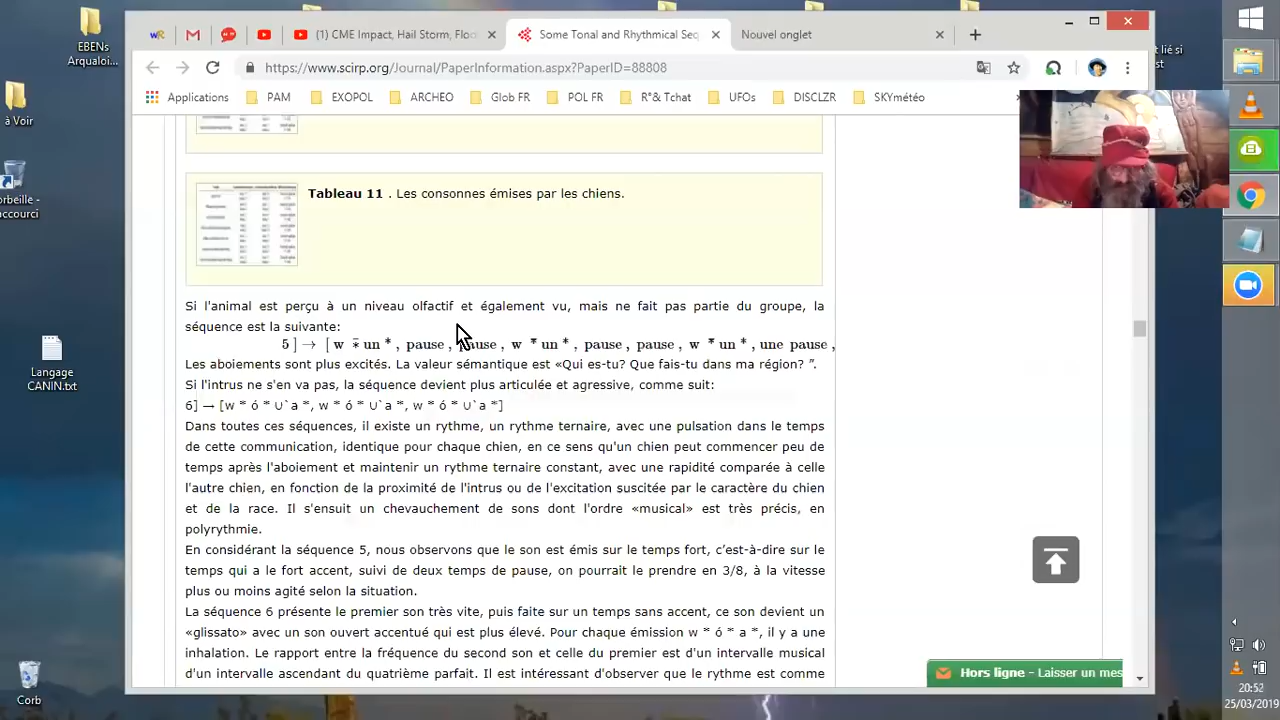 EBENs
Arqualoi...
à Voir
orbeille -
accourci
Langage
CANIN.txt
Corb
(1) CME Impact, Hail Storm, Floo
Some Tonal and Rhythmical Seq
Nouvel onglet
https://www.scirp.org/Journal/PaperInformation.aspx?PaperID=88808
Applications PAM EXOPOL ARCHEO Glob FR POL FR R°& Tchat UFOs DISCLZR SKYmétéo
Tableau 11 . Les consonnes émises par les chiens.
Si l'animal est perçu à un niveau olfactif et également vu, mais ne fait pas partie du groupe, la
séquence est la suivante:
5 ] → [ w * un * , pause , pause , w * un * , pause , pause , w * un * , une pause ,
Les aboiements sont plus excités. La valeur sémantique est «Qui es-tu? Que fais-tu dans ma région? ”.
Si l'intrus ne s'en va pas, la séquence devient plus articulée et agressive, comme suit:
6] → [w * ó * ∪`a *, w * ó * ∪`a *, w * ó * ∪`a *]
Dans toutes ces séquences, il existe un rythme, un rythme ternaire, avec une pulsation dans le temps
de cette communication, identique pour chaque chien, en ce sens qu'un chien peut commencer peu de
temps après l'aboiement et maintenir un rythme ternaire constant, avec une rapidité comparée à celle
l'autre chien, en fonction de la proximité de l'intrus ou de l'excitation suscitée par le caractère du chien
et de la race. Il s'ensuit un chevauchement de sons dont l'ordre «musical» est très précis, en
polyrythmie.
En considérant la séquence 5, nous observons que le son est émis sur le temps fort, c’est-à-dire sur le
temps qui a le fort accent suivi de deux temps de pause, on pourrait le prendre en 3/8, à la vitesse
plus ou moins agité selon la situation.
La séquence 6 présente le premier son très vite, puis faite sur un temps sans accent, ce son devient un
«glissato» avec un son ouvert accentué qui est plus élevé. Pour chaque émission w * ó * a *, il y a une
inhalation. Le rapport entre la fréquence du second son et celle du premier est d'un intervalle musical
d'un intervalle ascendant du quatrième parfait. Il est intéressant d'observer que le rythme est comme
Hors ligne - Laisser un mes
lié si
st
20:52
25/03/2019